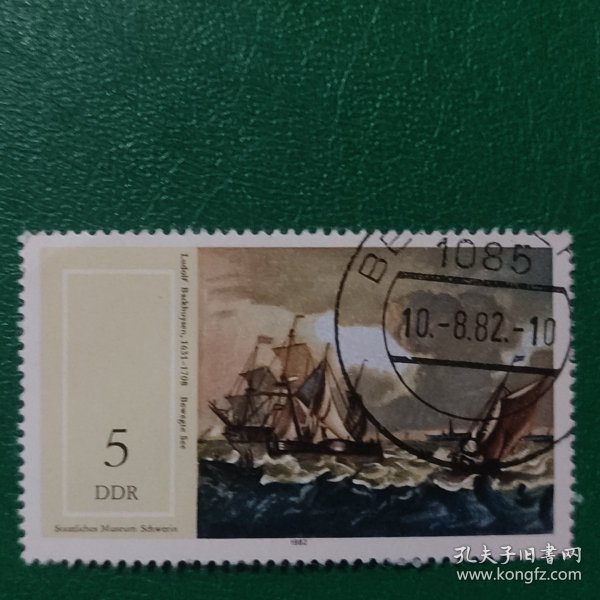 Ludolf Backhuysen, 1631-1708 Bewegte See
5
DDR
Staatliches Museum Schwerin
1982
BE
1085
10.-8.82.-10
孔夫子旧书网
www.kongfz.com